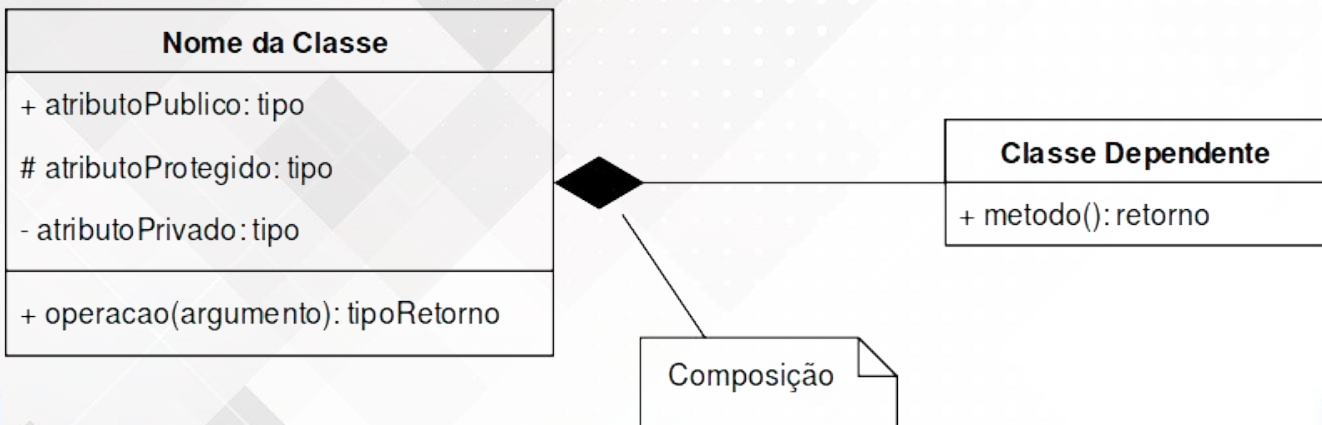 Nome da Classe
+ atributoPublico: tipo
# atributoProtegido: tipo
- atributoPrivado: tipo
+ operacao(argumento): tipoRetorno
Classe Dependente
+ metodo(): retorno
Composição